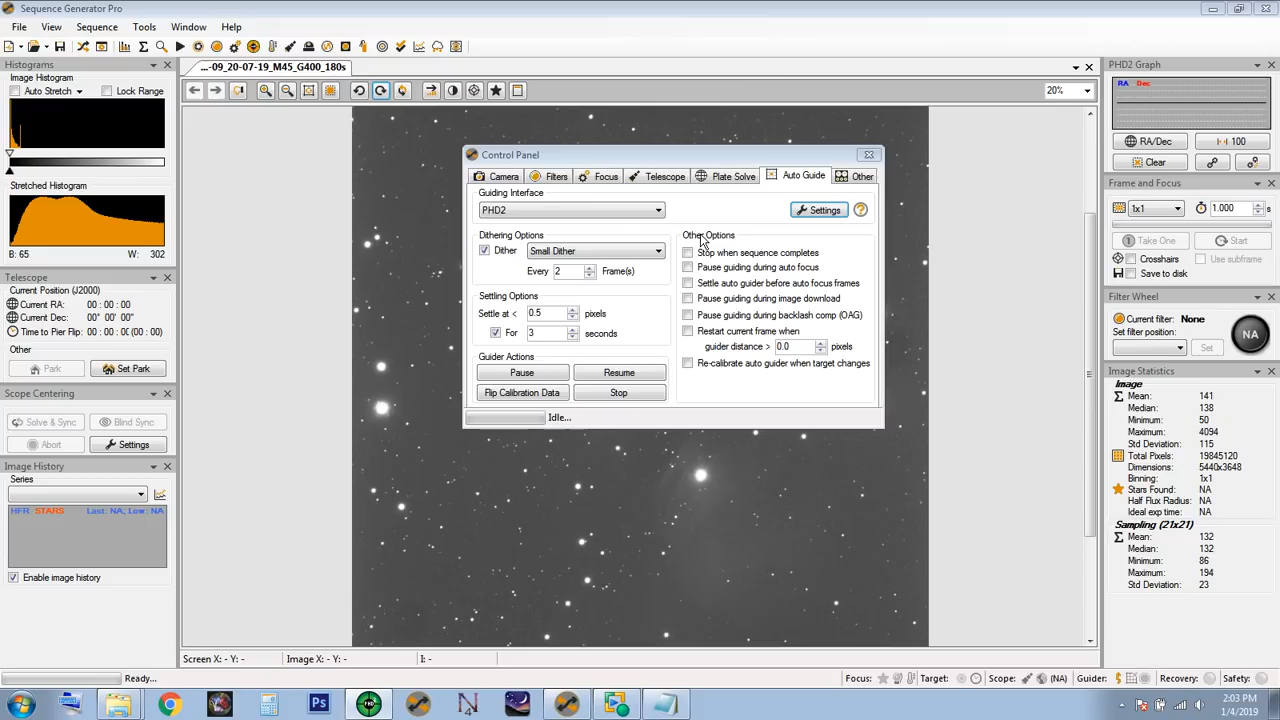 Sequence Generator Pro
File View Sequence Tools Window Help
Histograms
Image Histogram
Auto Stretch Lock Range
B: 65 W: 302
Stretched Histogram
Telescope
Current Position (J2000)
Current RA: 00 : 00 : 00
Current Dec: 00° 00' 00"
Time to Pier Flip: (00 : 00)
Other
Park Set Park
Scope Centering
Solve & Sync Blind Sync
Abort Settings
Image History
Series
HFR STARS Last: NA, Low: NA
Enable image history
...-09_20-07-19_M45_G400_180s
20%
Control Panel
Camera Filters Focus Telescope Plate Solve Auto Guide Other
Guiding Interface
PHD2 Settings
Dithering Options
Dither Small Dither
Every 2 Frame(s)
Settling Options
Settle at < 0.5 pixels
For 3 seconds
Guider Actions
Pause Resume
Flip Calibration Data Stop
Other Options
Stop when sequence completes
Pause guiding during auto focus
Settle auto guider before auto focus frames
Pause guiding during image download
Pause guiding during backlash comp (OAG)
Restart current frame when
guider distance > 0.0 pixels
Re-calibrate auto guider when target changes
Idle...
Screen X: - Y: - Image X: - Y: - I: -
PHD2 Graph
RA Dec
RA/Dec 100
Clear
Frame and Focus
1x1 1.000 s
Take One Start
Crosshairs Use subframe
Save to disk
Filter Wheel
Current filter: None
Set filter position:
Set
NA
Image Statistics
Image
Mean: 141
Median: 138
Minimum: 50
Maximum: 4094
Std Deviation: 115
Total Pixels: 19845120
Dimensions: 5440x3648
Binning: 1x1
Stars Found: NA
Half Flux Radius: NA
Ideal exp time: NA
Sampling (21x21)
Mean: 132
Median: 132
Minimum: 86
Maximum: 194
Std Deviation: 23
Ready... Focus: Target: Scope: (NA) Guider: Recovery: Safety:
Ps N
2:03 PM
1/4/2019